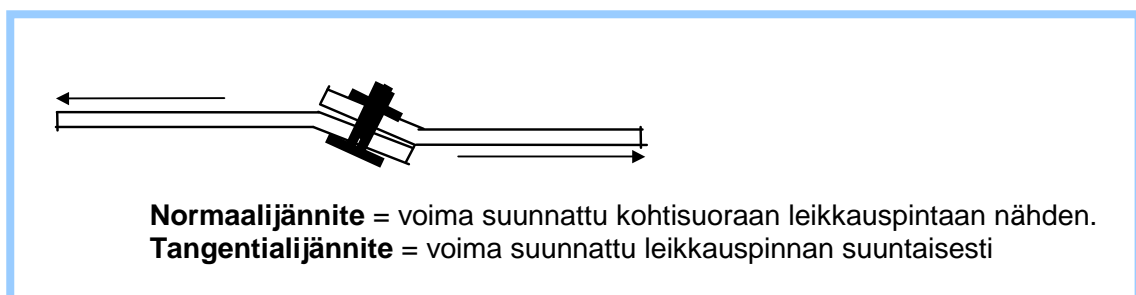 Normaalijännite = voima suunnattu kohtisuoraan leikkauspintaan nähden.
Tangentialijännite = voima suunnattu leikkauspinnan suuntaisesti